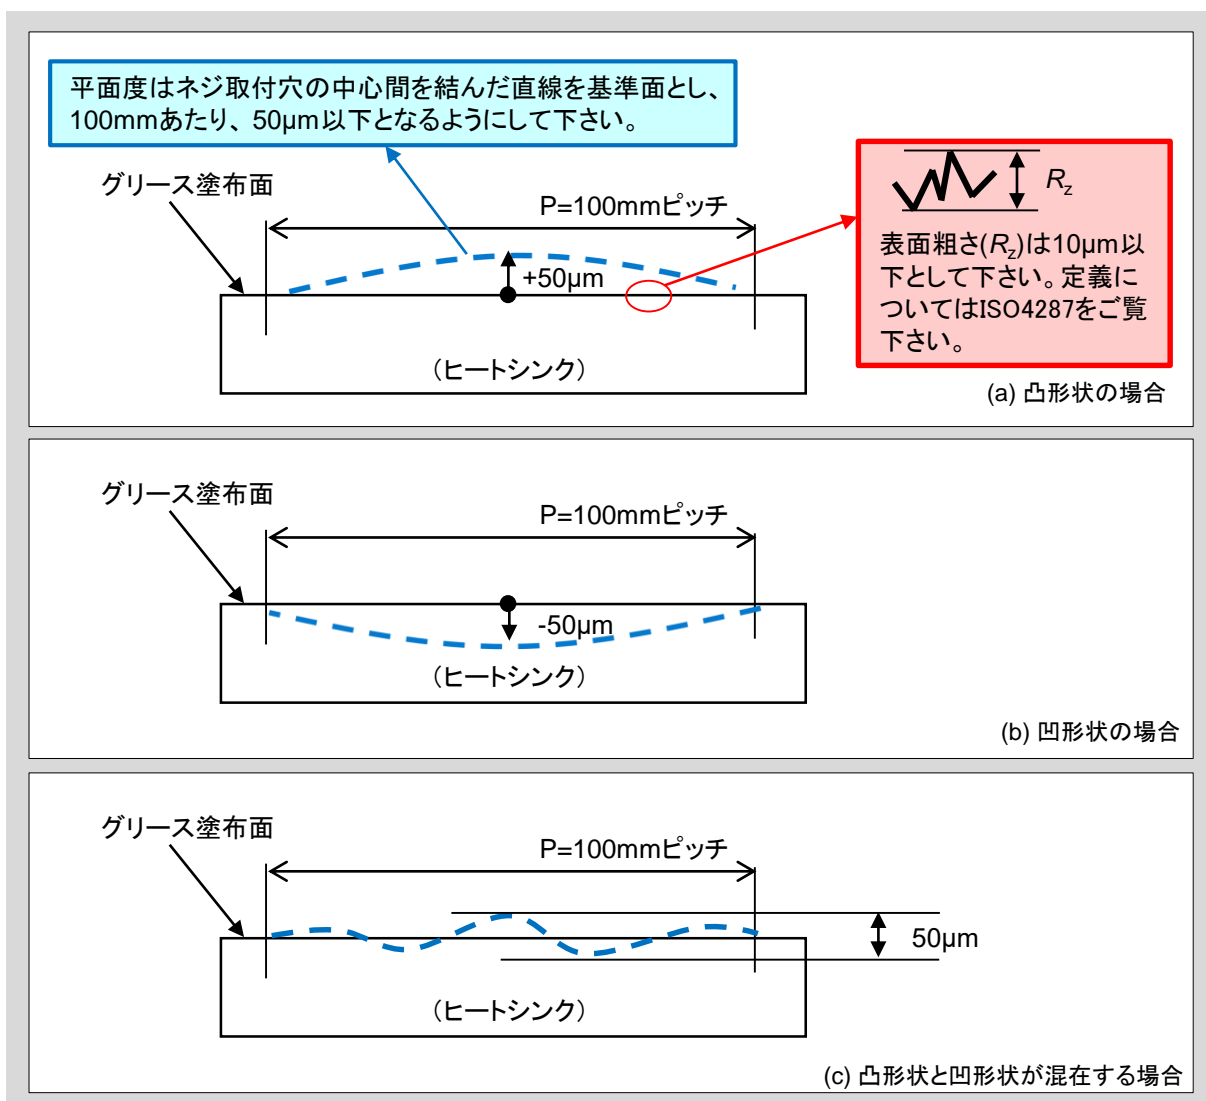 平面度はネジ取付穴の中心間を結んだ直線を基準面とし、
100mmあたり、50μm以下となるようにして下さい。
グリース塗布面
P=100mmピッチ
+50μm
Rz
表面粗さ(Rz)は10μm以
下として下さい。定義に
ついてはISO4287をご覧
下さい。
(ヒートシンク)
(a) 凸形状の場合
グリース塗布面
P=100mmピッチ
-50μm
(ヒートシンク)
(b) 凹形状の場合
グリース塗布面
P=100mmピッチ
50μm
(ヒートシンク)
(c) 凸形状と凹形状が混在する場合